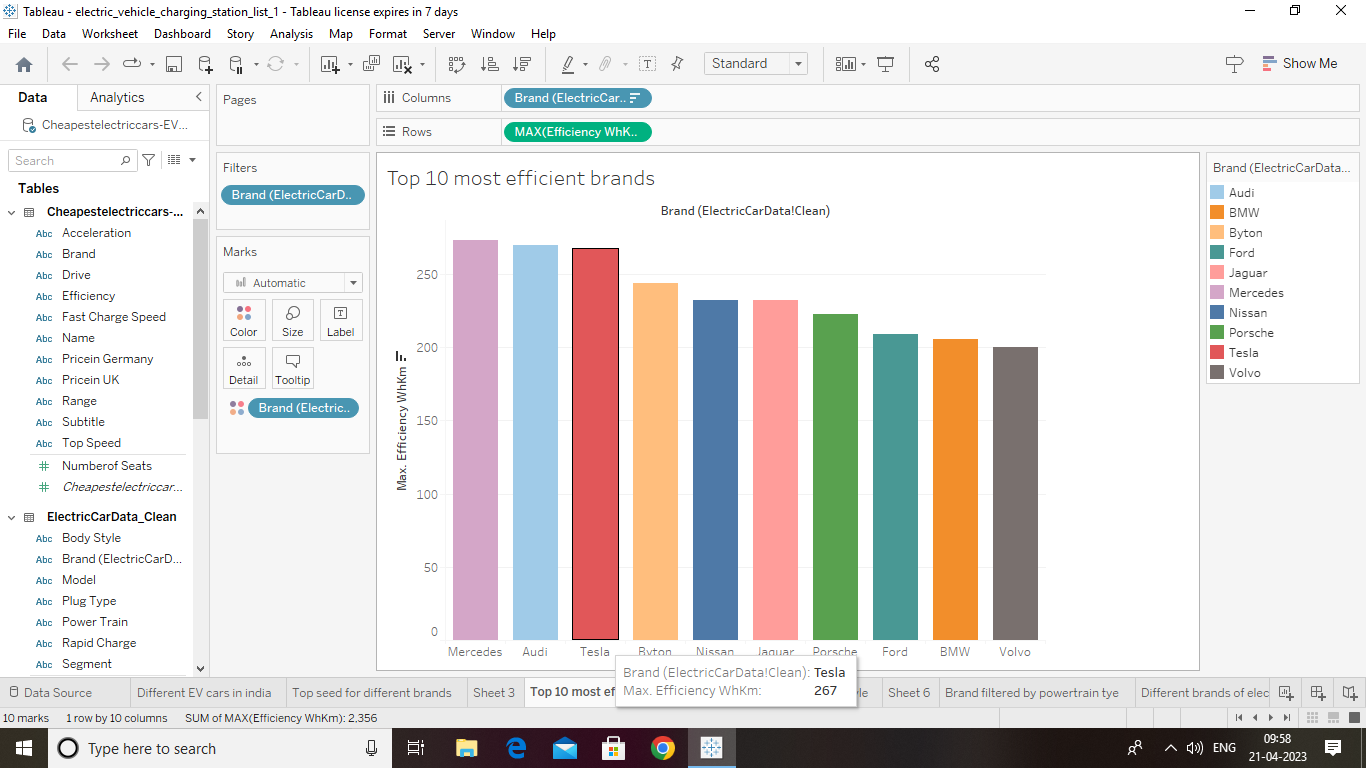 Tableau - electric_vehicle_charging_station_list_1 - Tableau license expires in 7 days
File Data Worksheet Dashboard Story Analysis Map Format Server Window Help
Standard
Show Me
Data Analytics
Cheapestelectriccars-EV...
Search
Tables
Cheapestelectriccars-...
Abc Acceleration
Abc Brand
Abc Drive
Abc Efficiency
Abc Fast Charge Speed
Abc Name
Abc Pricein Germany
Abc Pricein UK
Abc Range
Abc Subtitle
Abc Top Speed
# Numberof Seats
# Cheapestelectriccar...
ElectricCarData_Clean
Abc Body Style
Abc Brand (ElectricCarD...
Abc Model
Abc Plug Type
Abc Power Train
Abc Rapid Charge
Abc Segment
Pages
Filters
Brand (ElectricCarD..
Marks
Automatic
Color Size Label
Detail Tooltip
Brand (Electric..
Columns Brand (ElectricCar..
Rows MAX(Efficiency WhK..
Top 10 most efficient brands
Brand (ElectricCarData!Clean)
Max. Efficiency WhKm
250
200
150
100
50
0
Mercedes Audi Tesla Byton Nissan Jaguar Porsche Ford BMW Volvo
Brand (ElectricCarData!Clean): Tesla
Max. Efficiency WhKm: 267
Brand (ElectricCarData...
Audi
BMW
Byton
Ford
Jaguar
Mercedes
Nissan
Porsche
Tesla
Volvo
Data Source Different EV cars in india Top seed for different brands Sheet 3 Top 10 most ef Sheet 6 Brand filtered by powertrain tye Different brands of elec
10 marks 1 row by 10 columns SUM of MAX(Efficiency WhKm): 2,356
Type here to search
ENG
09:58
21-04-2023